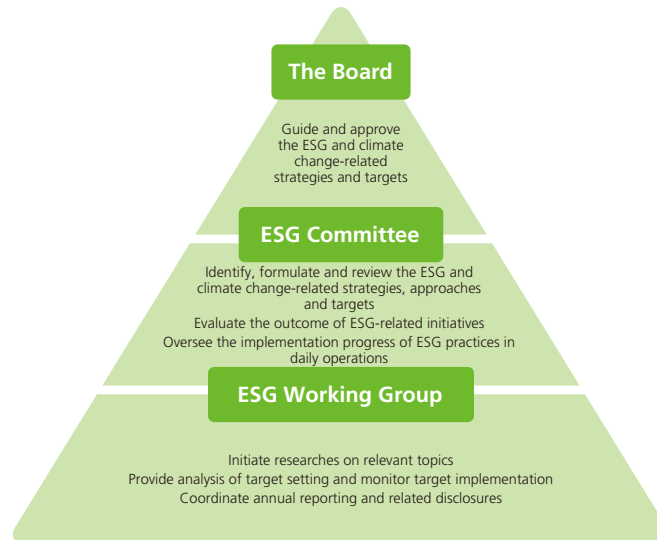 The Board
Guide and approve
the ESG and climate
change-related
strategies and targets
ESG Committee
Identify, formulate and review the ESG and
climate change-related strategies, approaches
and targets
Evaluate the outcome of ESG-related initiatives
Oversee the implementation progress of ESG practices in
daily operations
ESG Working Group
Initiate researches on relevant topics
Provide analysis of target setting and monitor target implementation
Coordinate annual reporting and related disclosures